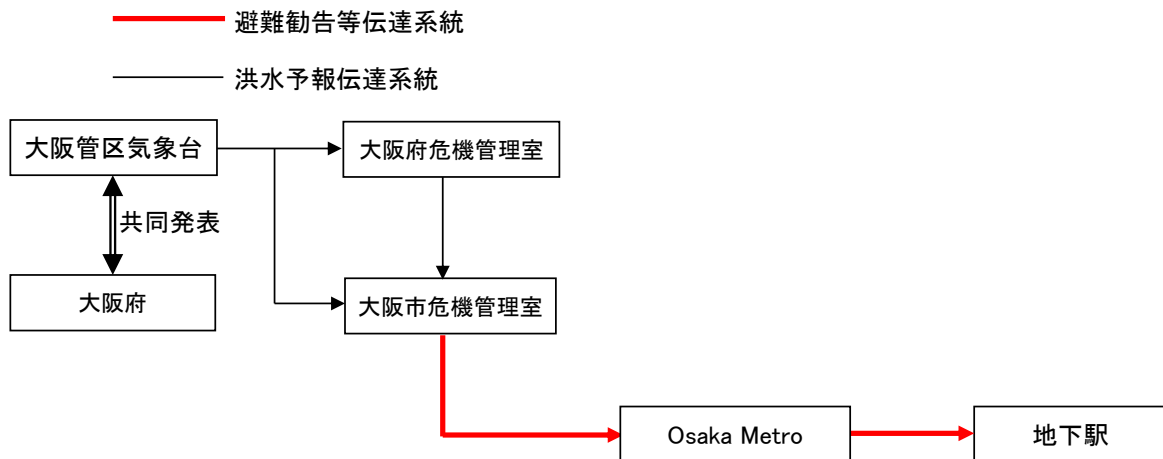 避難勧告等伝達系統
洪水予報伝達系統
大阪管区気象台
大阪府危機管理室
共同発表
大阪府
大阪市危機管理室
Osaka Metro
地下駅